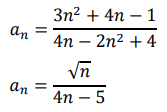 aₙ = (3n² + 4n − 1) / (4n − 2n² + 4)
aₙ = √n / (4n − 5)